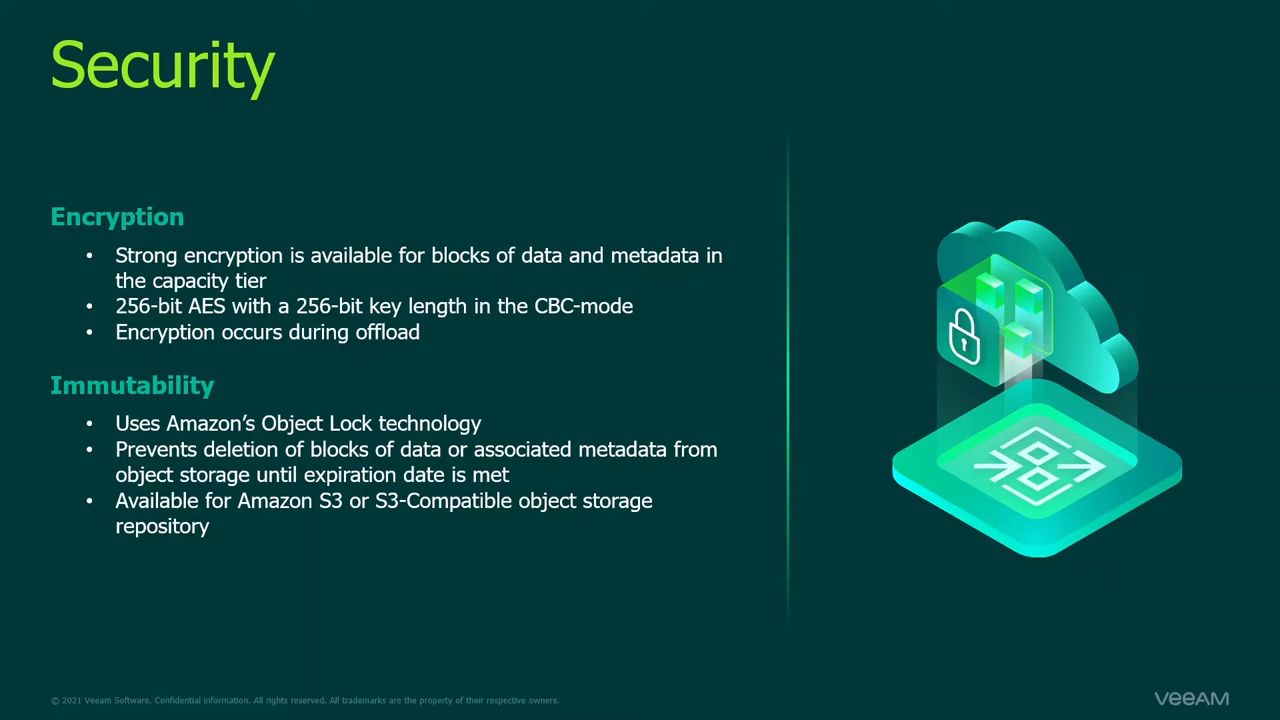 Security
Encryption
• Strong encryption is available for blocks of data and metadata in
the capacity tier
• 256-bit AES with a 256-bit key length in the CBC-mode
• Encryption occurs during offload
Immutability
• Uses Amazon’s Object Lock technology
• Prevents deletion of blocks of data or associated metadata from
object storage until expiration date is met
• Available for Amazon S3 or S3-Compatible object storage
repository
© 2021 Veeam Software. Confidential information. All rights reserved. All trademarks are the property of their respective owners.
veeAM